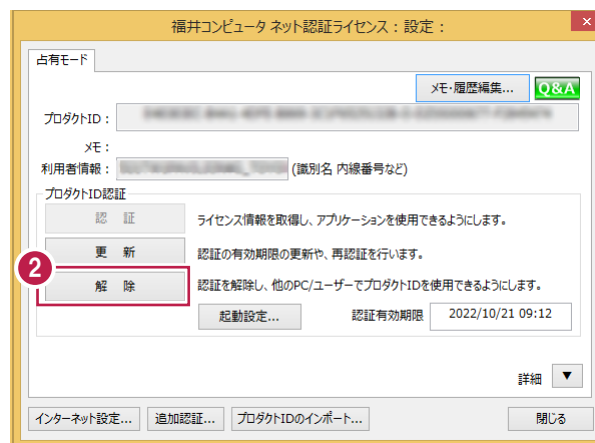 福井コンピュータ ネット認証ライセンス：設定：
×
占有モード
メモ・履歴編集... Q&A
プロダクトID：
メモ：
利用者情報： (識別名 内線番号など)
プロダクトID認証
認 証 ライセンス情報を取得し、アプリケーションを使用できるようにします。
更 新 認証の有効期限の更新や、再認証を行います。
2
解 除 認証を解除し、他のPC/ユーザーでプロダクトIDを使用できるようにします。
起動設定... 認証有効期限 2022/10/21 09:12
詳細 ▼
インターネット設定... 追加認証... プロダクトIDのインポート... 閉じる